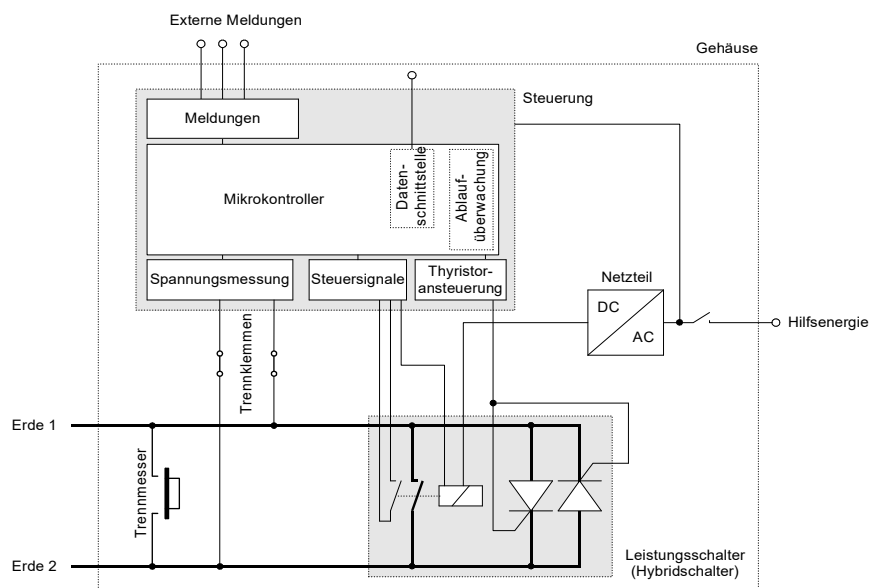 Externe Meldungen
Gehäuse
Steuerung
Meldungen
Mikrokontroller
Daten-
schnittstelle
Ablauf-
überwachung
Spannungsmessung
Steuersignale
Thyristor-
ansteuerung
Netzteil
DC
AC
Hilfsenergie
Trennklemmen
Erde 1
Trennmesser
Erde 2
Leistungsschalter
(Hybridschalter)